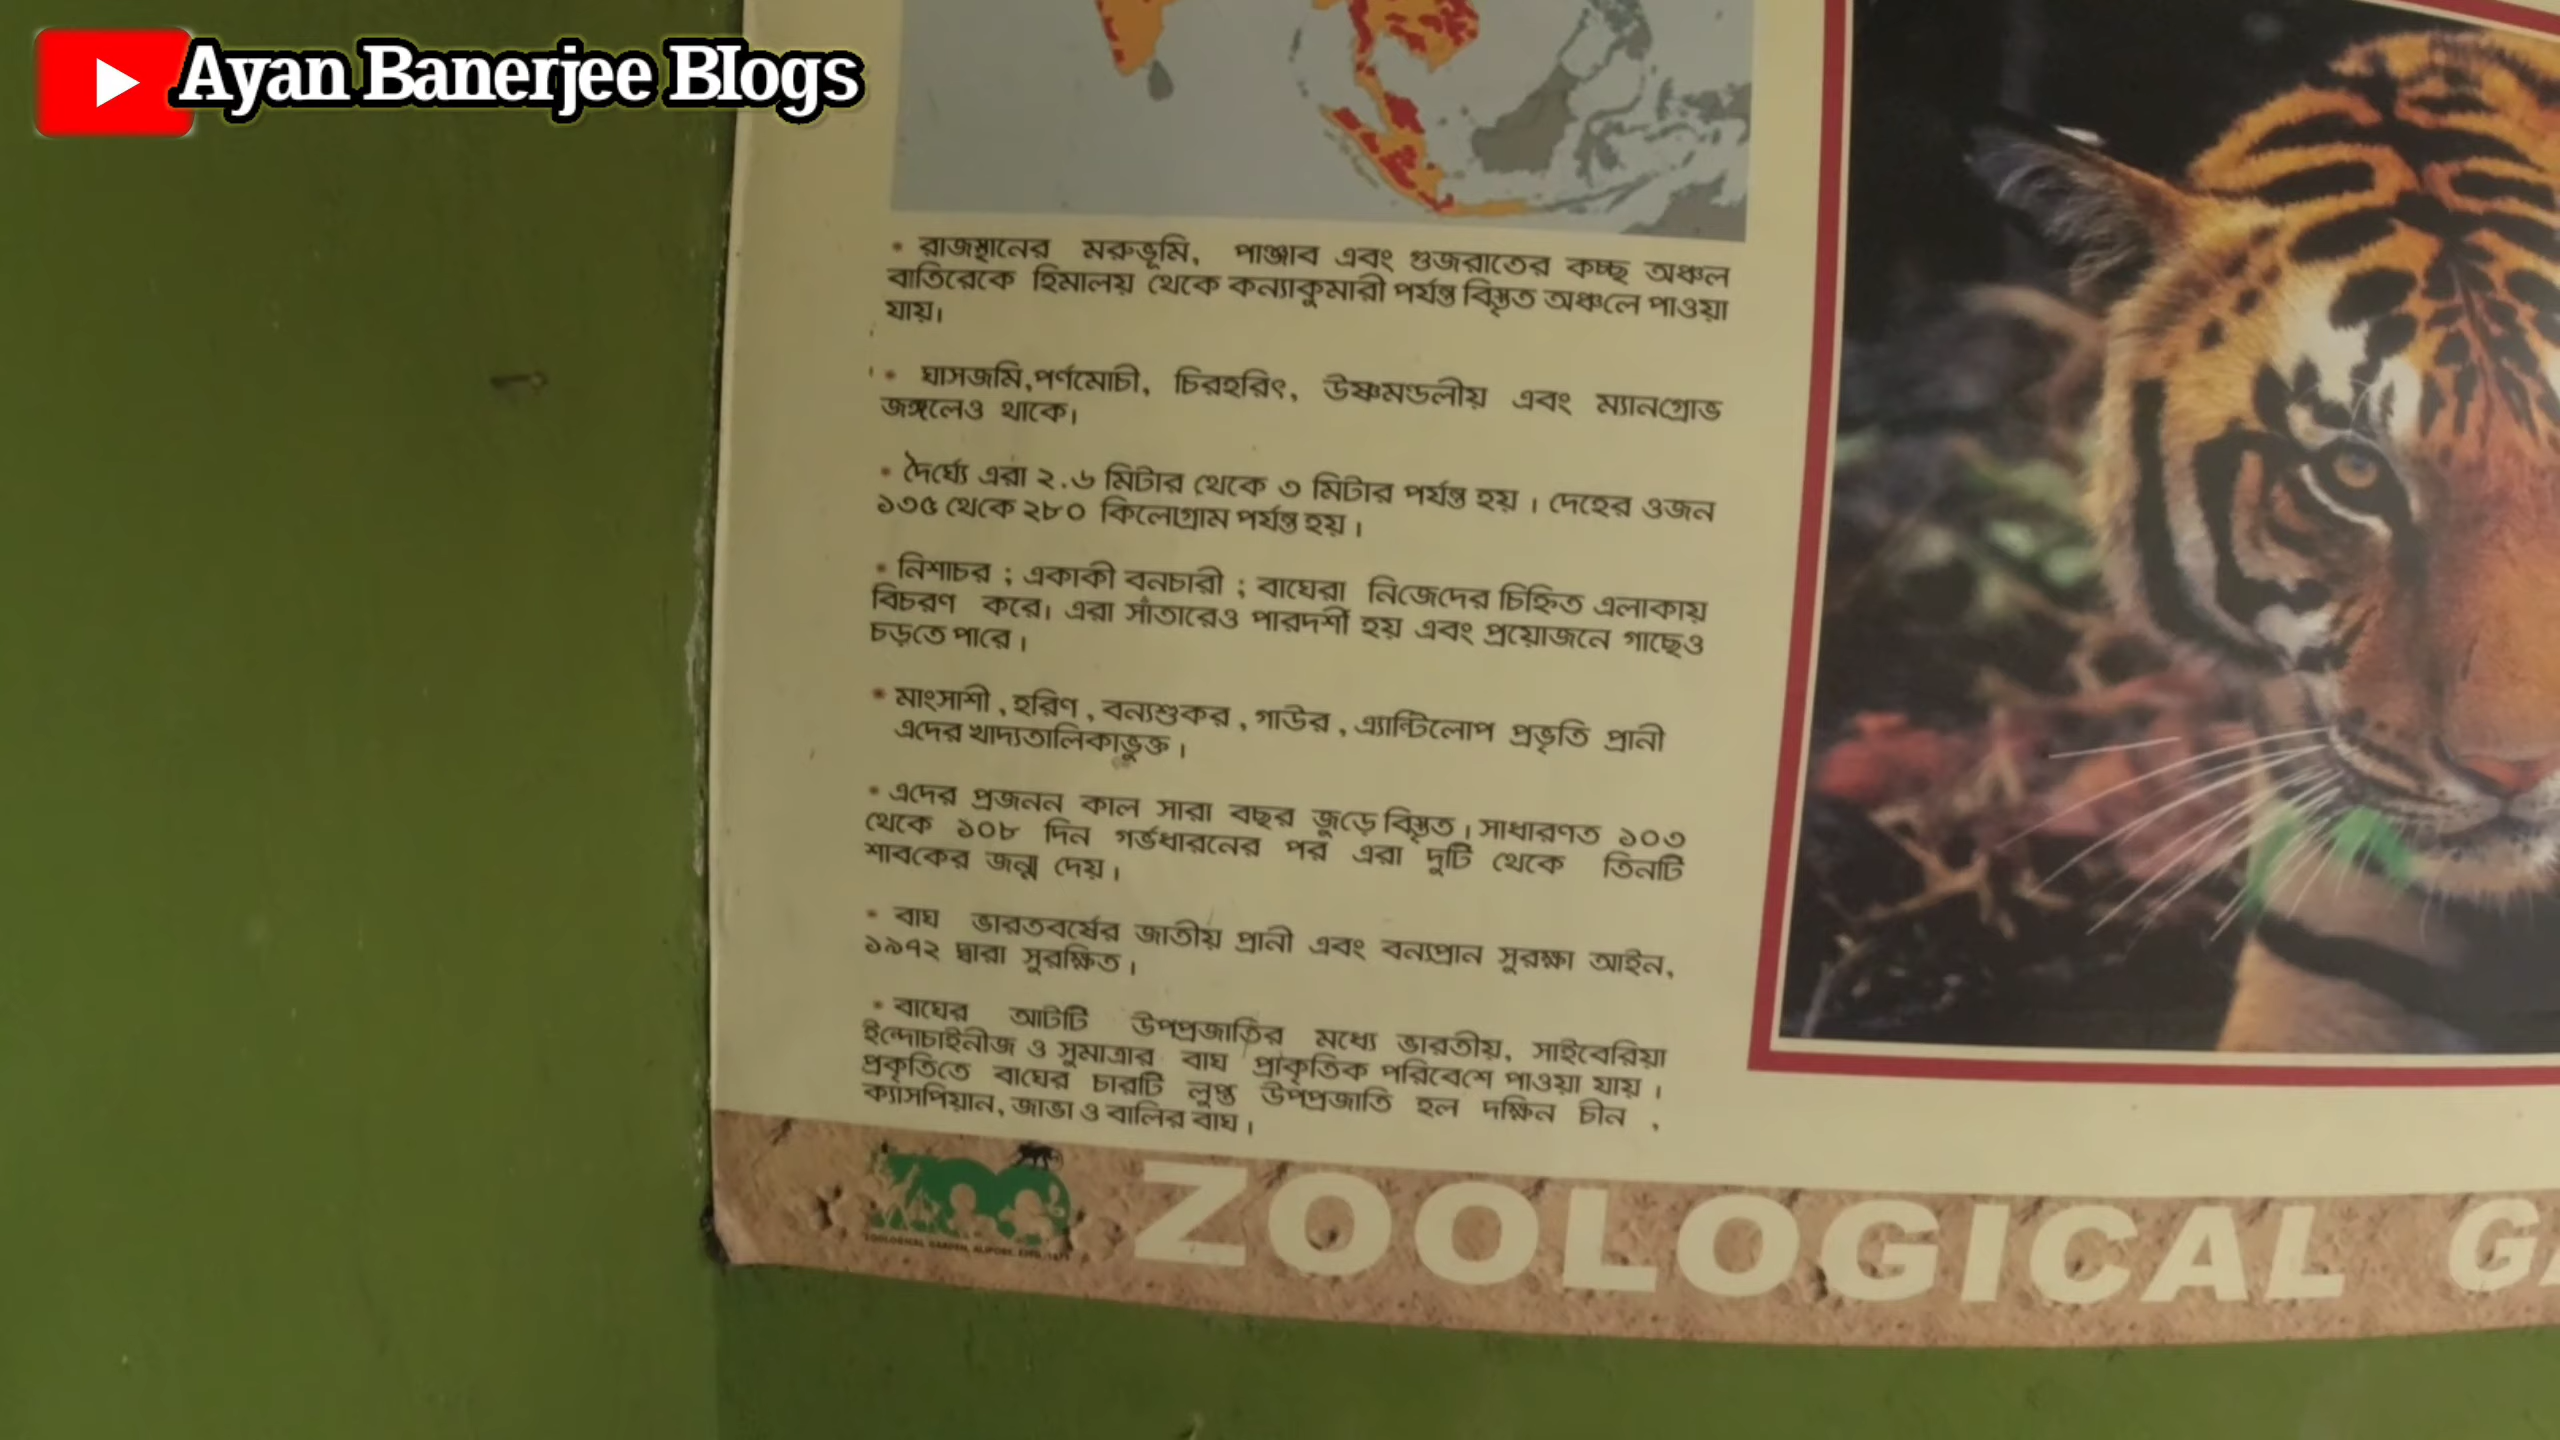 Ayan Banerjee Blogs
• রাজস্থানের মরুভূমি, পাঞ্জাব এবং গুজরাতের কচ্ছ অঞ্চল
বাতিরেকে হিমালয় থেকে কন্যাকুমারী পর্যন্ত বিস্তৃত অঞ্চলে পাওয়া
যায়।
• ঘাসজমি,পর্ণমোচী, চিরহরিৎ, উষ্ণমন্ডলীয় এবং ম্যানগ্রোভ
জঙ্গলেও থাকে।
• দৈর্ঘ্যে এরা ২.৬ মিটার থেকে ৩ মিটার পর্যন্ত হয় । দেহের ওজন
১৩৫ থেকে ২৮০ কিলোগ্রাম পর্যন্ত হয় ।
• নিশাচর ; একাকী বনচারী ; বাঘেরা নিজেদের চিহ্নিত এলাকায়
বিচরণ করে। এরা সাঁতারেও পারদর্শী হয় এবং প্রয়োজনে গাছেও
চড়তে পারে ।
• মাংসাশী , হরিণ , বন্যশুকর , গাউর , এ্যান্টিলোপ প্রভৃতি প্রানী
এদের খাদ্যতালিকাভুক্ত ।
• এদের প্রজনন কাল সারা বছর জুড়ে বিস্তৃত । সাধারণত ১০৩
থেকে ১০৮ দিন গর্ভধারনের পর এরা দুটি থেকে তিনটি
শাবকের জন্ম দেয় ।
• বাঘ ভারতবর্ষের জাতীয় প্রানী এবং বন্যপ্রান সুরক্ষা আইন,
১৯৭২ দ্বারা সুরক্ষিত ।
• বাঘের আটটি উপপ্রজাতির মধ্যে ভারতীয়, সাইবেরিয়া
ইন্দোচাইনীজ ও সুমাত্রার বাঘ প্রাকৃতিক পরিবেশে পাওয়া যায় ।
প্রকৃতিতে বাঘের চারটি লুপ্ত উপপ্রজাতি হল দক্ষিন চীন ,
ক্যাসপিয়ান, জাভা ও বালির বাঘ ।
ZOOLOGICAL GARDEN, ALIPORE, ESTD.
ZOOLOGICAL GA